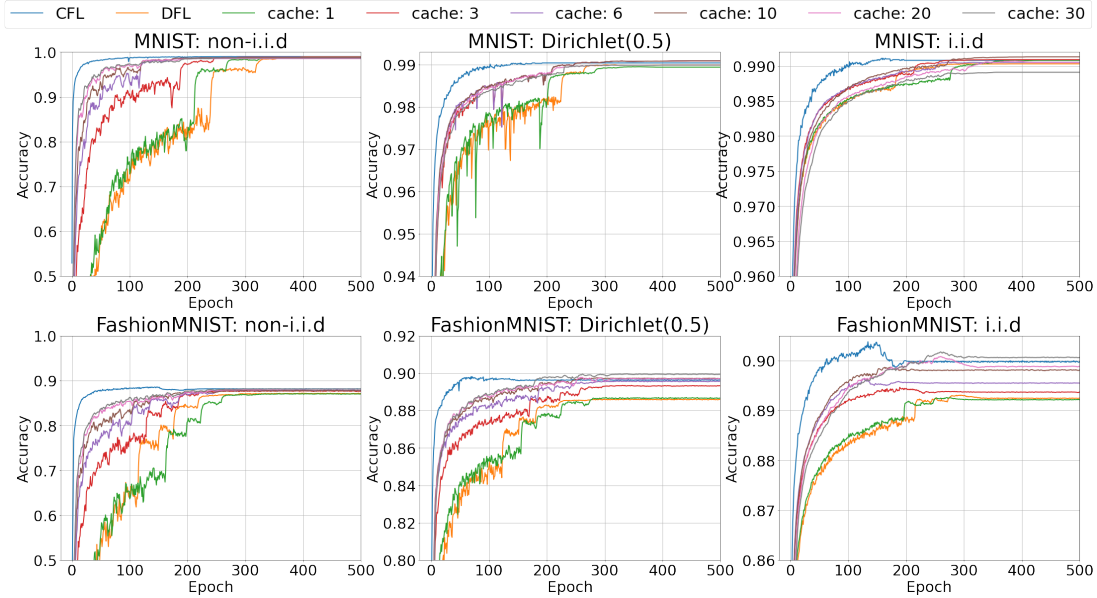 CFL DFL cache: 1 cache: 3 cache: 6 cache: 10 cache: 20 cache: 30
MNIST: non-i.i.d
1.0
0.9
0.8
0.7
0.6
0.5
Accuracy
0 100 200 300 400 500
Epoch
MNIST: Dirichlet(0.5)
0.99
0.98
0.97
0.96
0.95
0.94
Accuracy
0 100 200 300 400 500
Epoch
MNIST: i.i.d
0.990
0.985
0.980
0.975
0.970
0.965
0.960
Accuracy
0 100 200 300 400 500
Epoch
FashionMNIST: non-i.i.d
1.0
0.9
0.8
0.7
0.6
0.5
Accuracy
0 100 200 300 400 500
Epoch
FashionMNIST: Dirichlet(0.5)
0.92
0.90
0.88
0.86
0.84
0.82
0.80
Accuracy
0 100 200 300 400 500
Epoch
FashionMNIST: i.i.d
0.90
0.89
0.88
0.87
0.86
Accuracy
0 100 200 300 400 500
Epoch